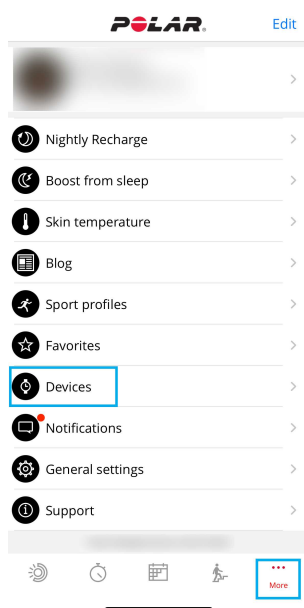 POLAR.
Edit
Nightly Recharge
Boost from sleep
Skin temperature
Blog
Sport profiles
Favorites
Devices
Notifications
General settings
Support
More